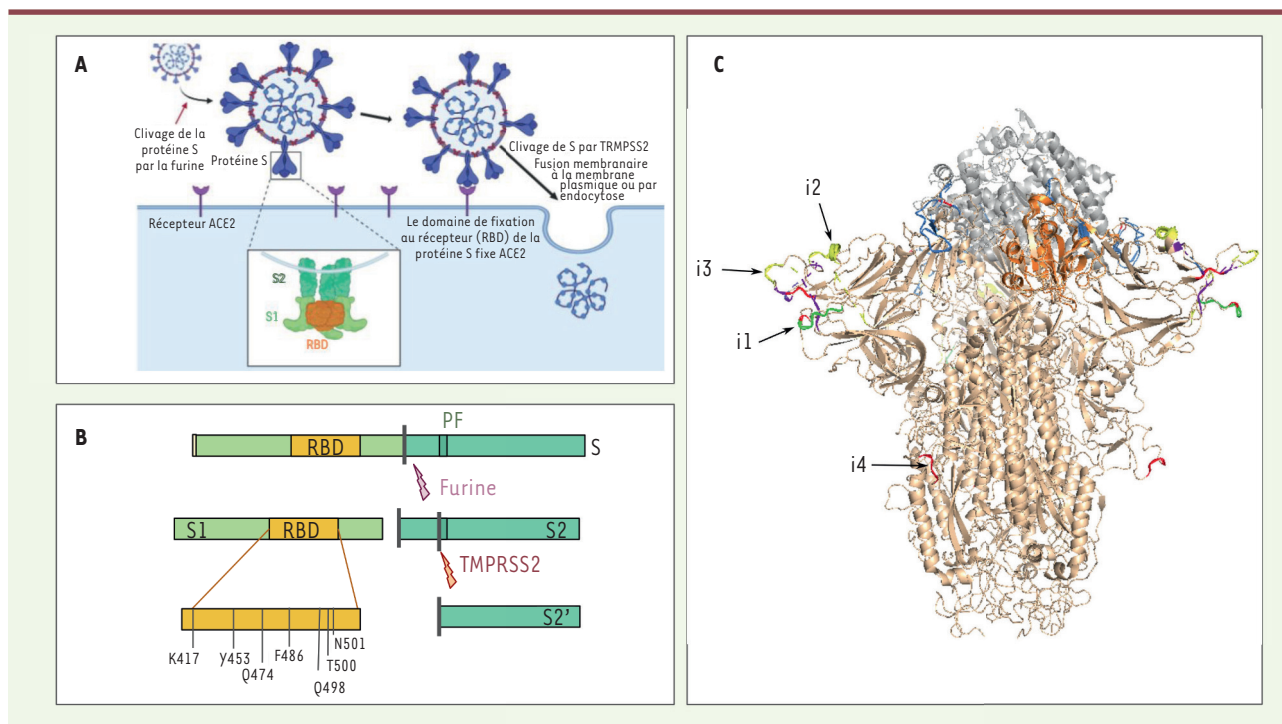 A
Clivage de la
protéine S
par la furine
Protéine S
Clivage de S par TRMPSS2
Fusion membranaire
à la membrane
plasmique ou par
endocytose
Récepteur ACE2
Le domaine de fixation
au récepteur (RBD) de la
protéine S fixe ACE2
S2
S1
RBD
B
PF
RBD
S
Furine
S1
RBD
S2
TMPRSS2
S2’
K417
Y453
Q474
F486
Q498
T500
N501
C
i2
i3
i1
i4